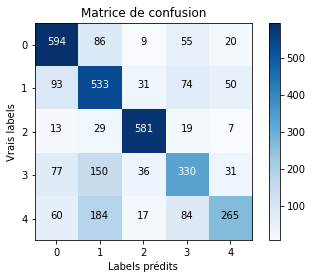 Matrice de confusion
0 594 86 9 55 20
1 93 533 31 74 50
2 13 29 581 19 7
3 77 150 36 330 31
4 60 184 17 84 265
0 1 2 3 4
Labels prédits
Vrais labels
500
400
300
200
100